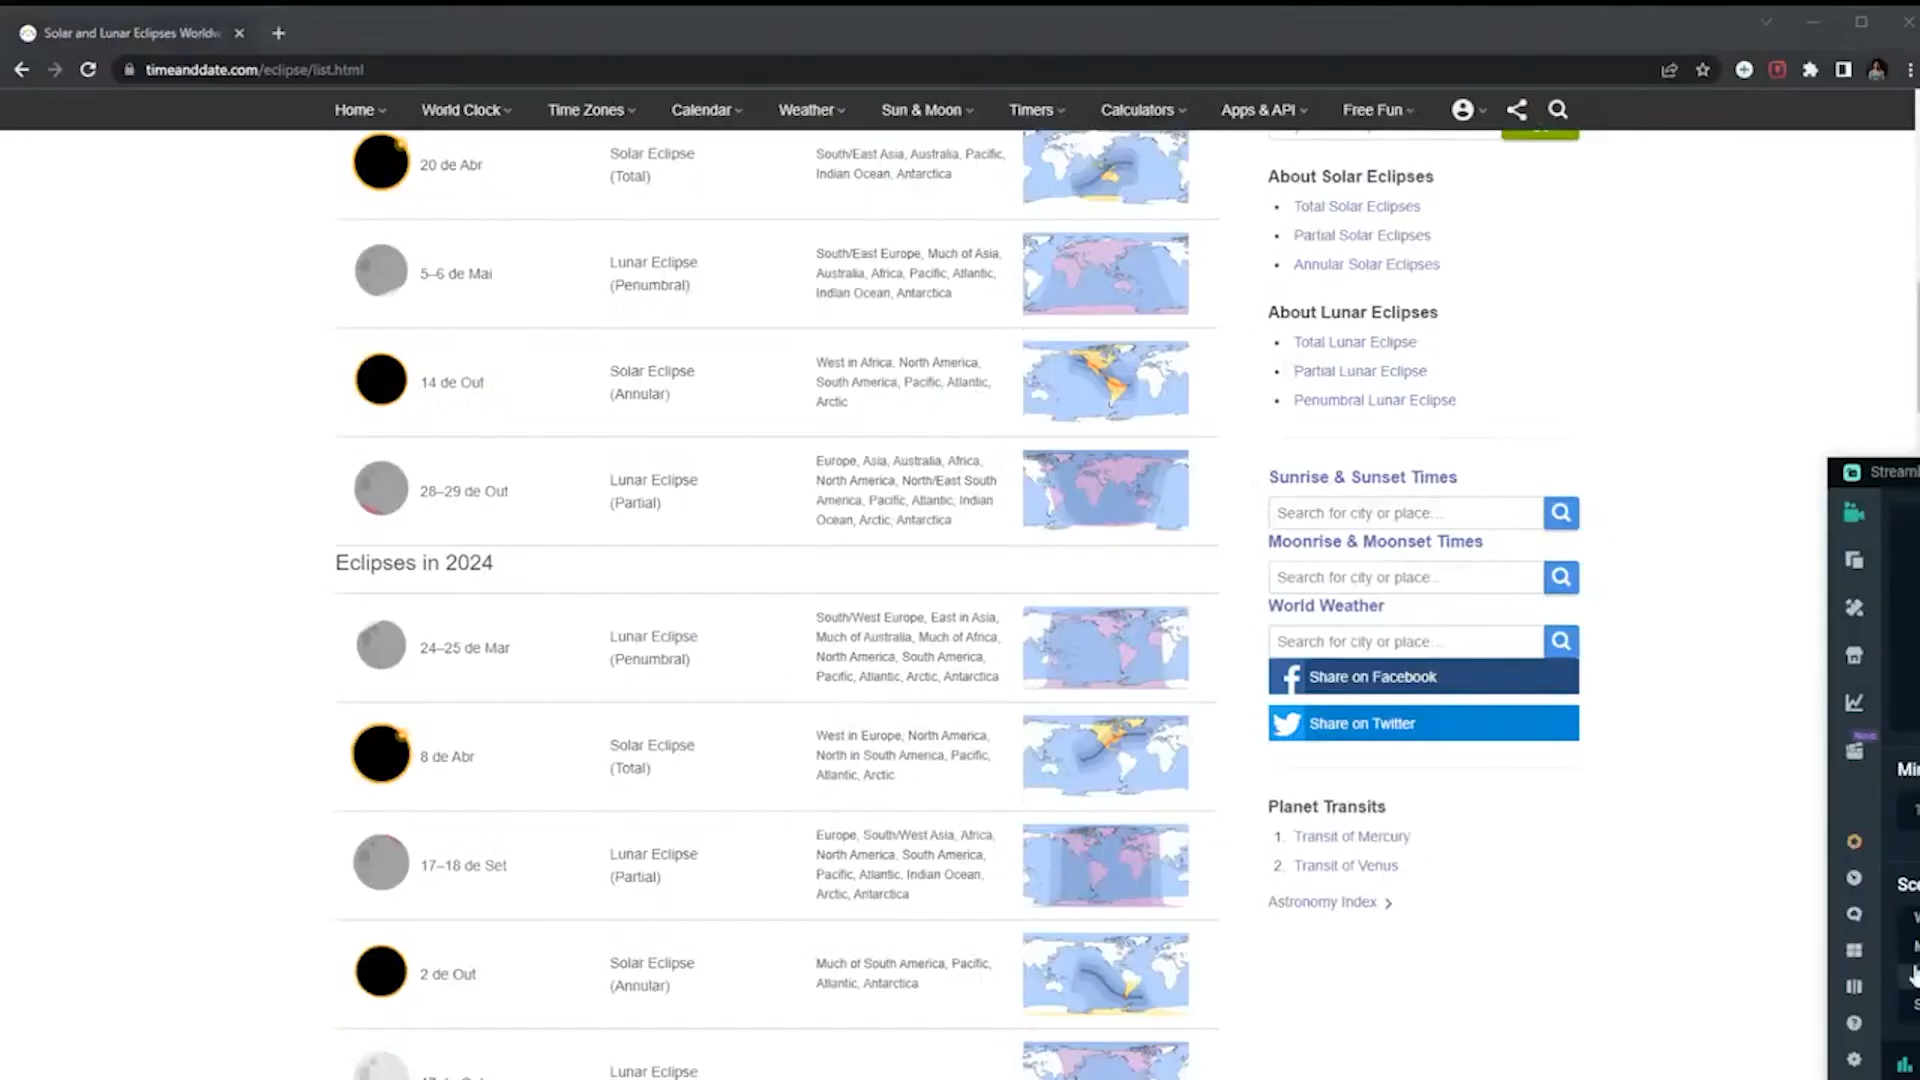 Solar and Lunar Eclipses Worldw
timeanddate.com/eclipse/list.html
Home World Clock Time Zones Calendar Weather Sun & Moon Timers Calculators Apps & API Free Fun
20 de Abr
Solar Eclipse
(Total)
South/East Asia, Australia, Pacific,
Indian Ocean, Antarctica
5–6 de Mai
Lunar Eclipse
(Penumbral)
South/East Europe, Much of Asia,
Australia, Africa, Pacific, Atlantic,
Indian Ocean, Antarctica
14 de Out
Solar Eclipse
(Annular)
West in Africa, North America,
South America, Pacific, Atlantic,
Arctic
28–29 de Out
Lunar Eclipse
(Partial)
Europe, Asia, Australia, Africa,
North America, North/East South
America, Pacific, Atlantic, Indian
Ocean, Arctic, Antarctica
Eclipses in 2024
24–25 de Mar
Lunar Eclipse
(Penumbral)
South/West Europe, East in Asia,
Much of Australia, Much of Africa,
North America, South America,
Pacific, Atlantic, Arctic, Antarctica
8 de Abr
Solar Eclipse
(Total)
West in Europe, North America,
North in South America, Pacific,
Atlantic, Arctic
17–18 de Set
Lunar Eclipse
(Partial)
Europe, South/West Asia, Africa,
North America, South America,
Pacific, Atlantic, Indian Ocean,
Arctic, Antarctica
2 de Out
Solar Eclipse
(Annular)
Much of South America, Pacific,
Atlantic, Antarctica
Lunar Eclipse
About Solar Eclipses
• Total Solar Eclipses
• Partial Solar Eclipses
• Annular Solar Eclipses
About Lunar Eclipses
• Total Lunar Eclipse
• Partial Lunar Eclipse
• Penumbral Lunar Eclipse
Sunrise & Sunset Times
Search for city or place...
Moonrise & Moonset Times
Search for city or place...
World Weather
Search for city or place...
Share on Facebook
Share on Twitter
Planet Transits
1. Transit of Mercury
2. Transit of Venus
Astronomy Index
Streaml
Novo